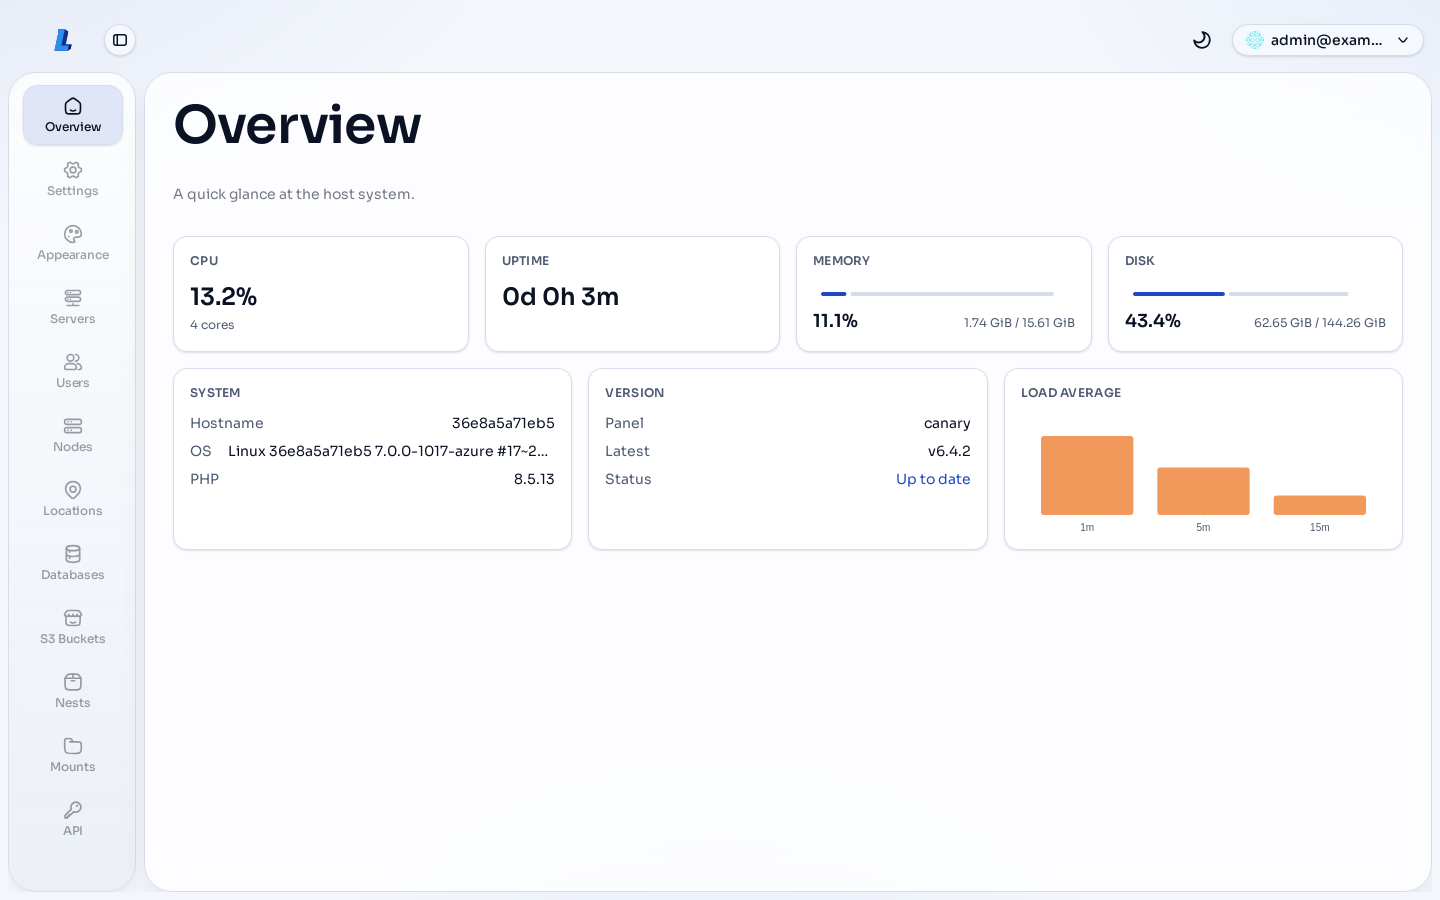 admin@exam...
Overview
Settings
Appearance
Servers
Users
Nodes
Locations
Databases
S3 Buckets
Nests
Mounts
API
Overview
A quick glance at the host system.
CPU
13.2%
4 cores
UPTIME
0d 0h 3m
MEMORY
11.1% 1.74 GiB / 15.61 GiB
DISK
43.4% 62.65 GiB / 144.26 GiB
SYSTEM
Hostname 36e8a5a71eb5
OS Linux 36e8a5a71eb5 7.0.0-1017-azure #17~2...
PHP 8.5.13
VERSION
Panel canary
Latest v6.4.2
Status Up to date
LOAD AVERAGE
1m 5m 15m